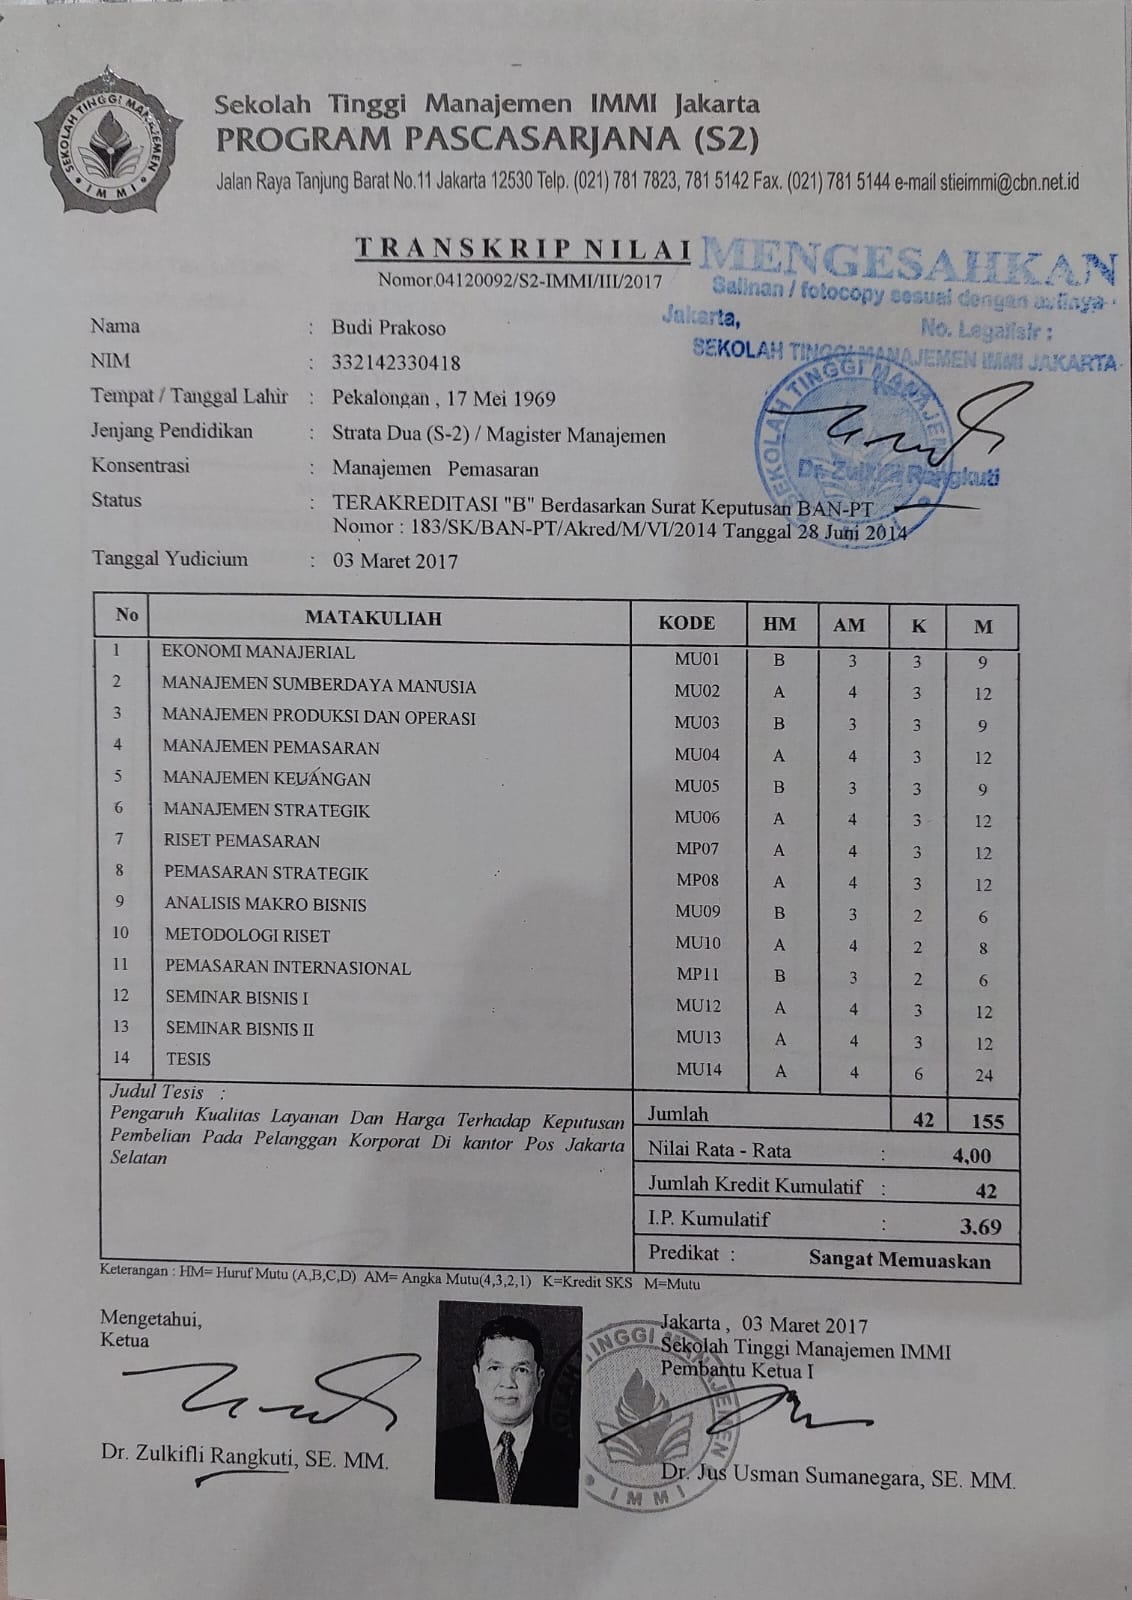 SEKOLAH TINGGI MANAJEMEN
IMMI
Sekolah Tinggi Manajemen IMMI Jakarta
PROGRAM PASCASARJANA (S2)
Jalan Raya Tanjung Barat No.11 Jakarta 12530 Telp. (021) 781 7823, 781 5142 Fax. (021) 781 5144 e-mail stieimmi@cbn.net.id
TRANSKRIP NILAI
Nomor.04120092/S2-IMMI/III/2017
MENGESAHKAN
Salinan / fotocopy sesuai dengan aslinya
Jakarta, No. Legalisir :
SEKOLAH TINGGI MANAJEMEN IMMI JAKARTA
SEKOLAH TINGGI MANAJEMEN
Dr. Zulkifli Rangkuti
Nama : Budi Prakoso
NIM : 332142330418
Tempat / Tanggal Lahir : Pekalongan , 17 Mei 1969
Jenjang Pendidikan : Strata Dua (S-2) / Magister Manajemen
Konsentrasi : Manajemen Pemasaran
Status : TERAKREDITASI "B" Berdasarkan Surat Keputusan BAN-PT
Nomor : 183/SK/BAN-PT/Akred/M/VI/2014 Tanggal 28 Juni 2014
Tanggal Yudicium : 03 Maret 2017
No MATAKULIAH KODE HM AM K M
1 EKONOMI MANAJERIAL MU01 B 3 3 9
2 MANAJEMEN SUMBERDAYA MANUSIA MU02 A 4 3 12
3 MANAJEMEN PRODUKSI DAN OPERASI MU03 B 3 3 9
4 MANAJEMEN PEMASARAN MU04 A 4 3 12
5 MANAJEMEN KEUANGAN MU05 B 3 3 9
6 MANAJEMEN STRATEGIK MU06 A 4 3 12
7 RISET PEMASARAN MP07 A 4 3 12
8 PEMASARAN STRATEGIK MP08 A 4 3 12
9 ANALISIS MAKRO BISNIS MU09 B 3 2 6
10 METODOLOGI RISET MU10 A 4 2 8
11 PEMASARAN INTERNASIONAL MP11 B 3 2 6
12 SEMINAR BISNIS I MU12 A 4 3 12
13 SEMINAR BISNIS II MU13 A 4 3 12
14 TESIS MU14 A 4 6 24
Judul Tesis :
Pengaruh Kualitas Layanan Dan Harga Terhadap Keputusan
Pembelian Pada Pelanggan Korporat Di kantor Pos Jakarta
Selatan
Jumlah 42 155
Nilai Rata - Rata : 4,00
Jumlah Kredit Kumulatif : 42
I.P. Kumulatif : 3.69
Predikat : Sangat Memuaskan
Keterangan : HM= Huruf Mutu (A,B,C,D) AM= Angka Mutu(4,3,2,1) K=Kredit SKS M=Mutu
Mengetahui,
Ketua
Dr. Zulkifli Rangkuti, SE. MM.
Jakarta , 03 Maret 2017
Sekolah Tinggi Manajemen IMMI
Pembantu Ketua I
TINGGI MANAJEMEN
IMMI
Dr. Jus Usman Sumanegara, SE. MM.